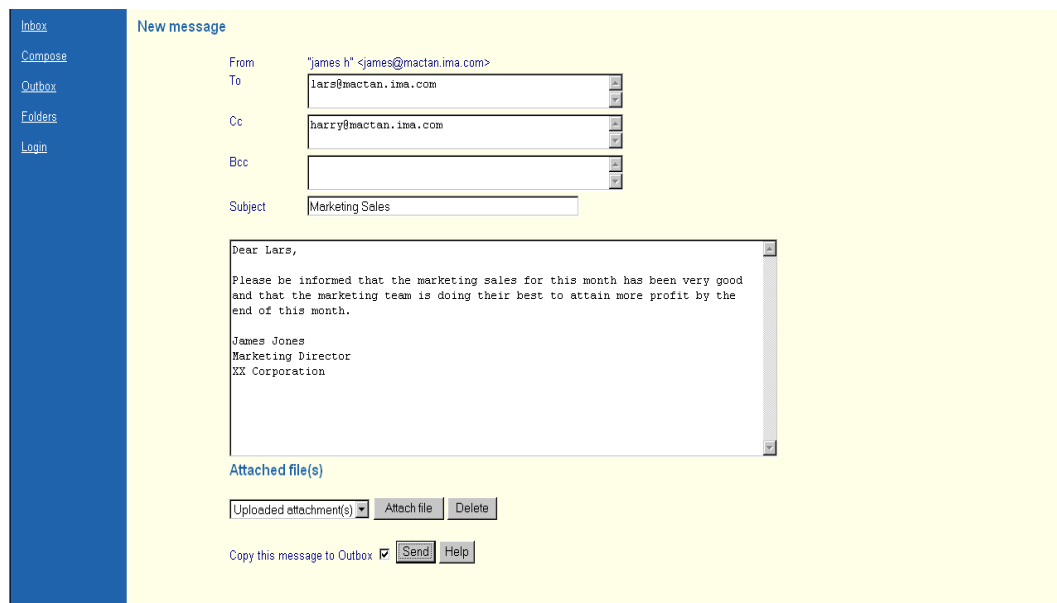 Inbox
Compose
Outbox
Folders
Login
New message
From "james h" <james@mactan.ima.com>
To lars@mactan.ima.com
Cc harry@mactan.ima.com
Bcc
Subject Marketing Sales
Dear Lars,
Please be informed that the marketing sales for this month has been very good
and that the marketing team is doing their best to attain more profit by the
end of this month.
James Jones
Marketing Director
XX Corporation
Attached file(s)
Uploaded attachment(s) Attach file Delete
Copy this message to Outbox Send Help